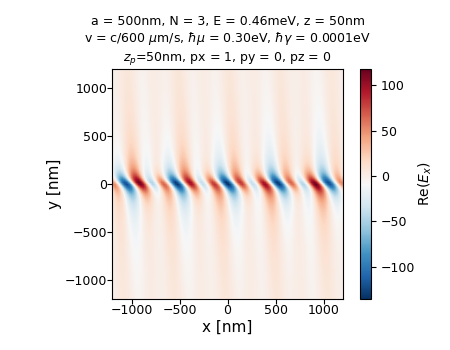 a = 500nm, N = 3, E = 0.46meV, z = 50nm
v = c/600 μm/s, ℏμ = 0.30eV, ℏγ = 0.0001eV
z_p=50nm, px = 1, py = 0, pz = 0
1000
500
0
−500
−1000
y [nm]
−1000 −500 0 500 1000
x [nm]
100
50
0
−50
−100
Re(E_x)